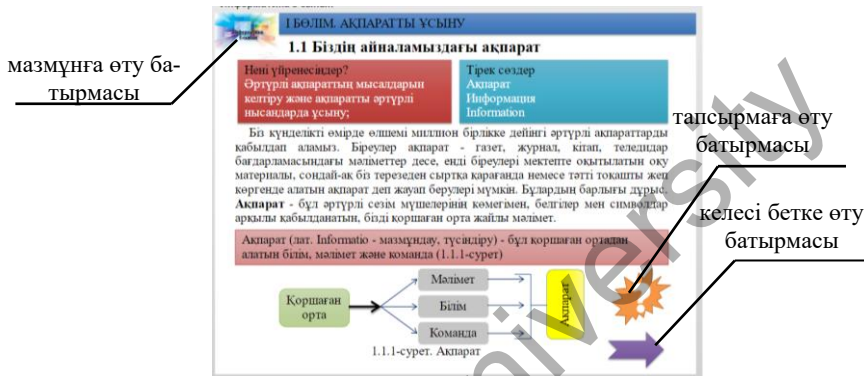 І БӨЛІМ. АҚПАРАТТЫ ҰСЫНУ
1.1 Біздің айналамыздағы ақпарат
мазмұнға өту ба-
тырмасы
Нені үйренесіңдер?
Әртүрлі ақпараттың мысалдарын
келтіру және ақпаратты әртүрлі
нысандарда ұсыну;
Тірек сөздер
Ақпарат
Информация
Information
Біз күнделікті өмірде өлшемі миллион бірлікке дейінгі әртүрлі ақпараттарды
қабылдап аламыз. Біреулер ақпарат - газет, журнал, кітап, теледидар
бағдарламасындағы мәліметтер десе, енді біреулері мектепте оқытылатын оқу
материалы, сондай-ақ біз терезеден сыртқа қарағанда немесе тәтті тоқашты жеп
көргенде алатын ақпарат деп жауап берулері мүмкін. Бұлардың барлығы дұрыс.
Ақпарат - бұл әртүрлі сезім мүшелерінің көмегімен, белгілер мен символдар
арқылы қабылданатын, бізді қоршаған орта жайлы мәлімет.
тапсырмаға өту
батырмасы
келесі бетке өту
батырмасы
Ақпарат (лат. Informatio - мазмұндау, түсіндіру) - бұл қоршаған ортадан
алатын білім, мәлімет және команда (1.1.1-сурет)
Қоршаған
орта
Мәлімет
Білім
Команда
Ақпарат
1.1.1-сурет. Ақпарат
university